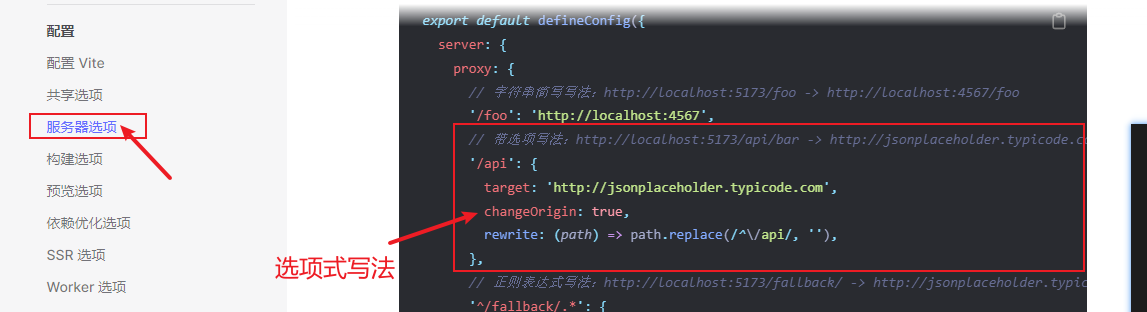 配置
配置 Vite
共享选项
服务器选项
构建选项
预览选项
依赖优化选项
SSR 选项
Worker 选项
export default defineConfig({
server: {
proxy: {
// 字符串简写写法：http://localhost:5173/foo -> http://localhost:4567/foo
'/foo': 'http://localhost:4567',
// 带选项写法：http://localhost:5173/api/bar -> http://jsonplaceholder.typicode.co
'/api': {
target: 'http://jsonplaceholder.typicode.com',
changeOrigin: true,
rewrite: (path) => path.replace(/^\/api/, ''),
},
// 正则表达式写法：http://localhost:5173/fallback/ -> http://jsonplaceholder.typic
'^/fallback/.*': {
选项式写法